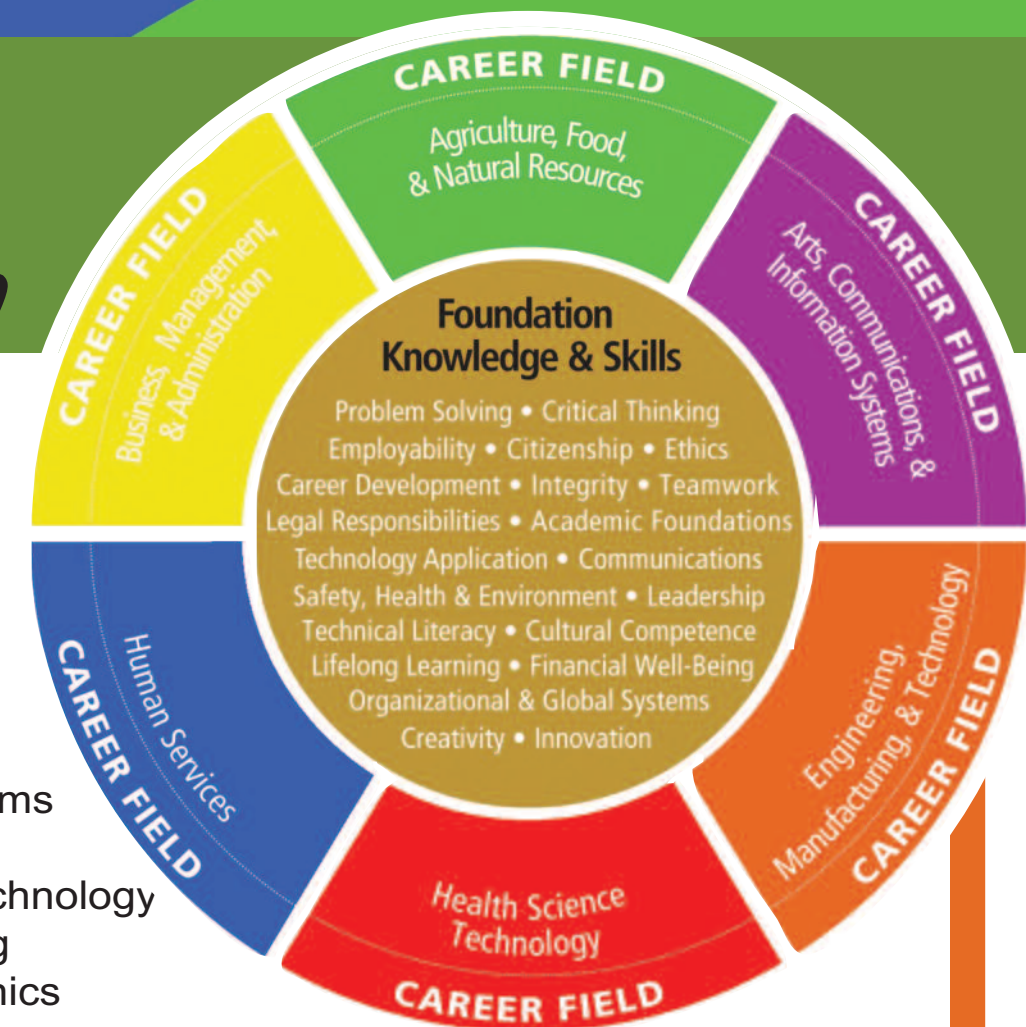 CAREER FIELD
Agriculture, Food,
& Natural Resources
CAREER FIELD
Arts, Communications, &
Information Systems
CAREER FIELD
Engineering,
Manufacturing, & Technology
CAREER FIELD
Health Science
Technology
CAREER FIELD
Human Services
CAREER FIELD
Business, Management,
& Administration
Foundation
Knowledge & Skills
Problem Solving • Critical Thinking
Employability • Citizenship • Ethics
Career Development • Integrity • Teamwork
Legal Responsibilities • Academic Foundations
Technology Application • Communications
Safety, Health & Environment • Leadership
Technical Literacy • Cultural Competence
Lifelong Learning • Financial Well-Being
Organizational & Global Systems
Creativity • Innovation
ms
chnology
g
nics